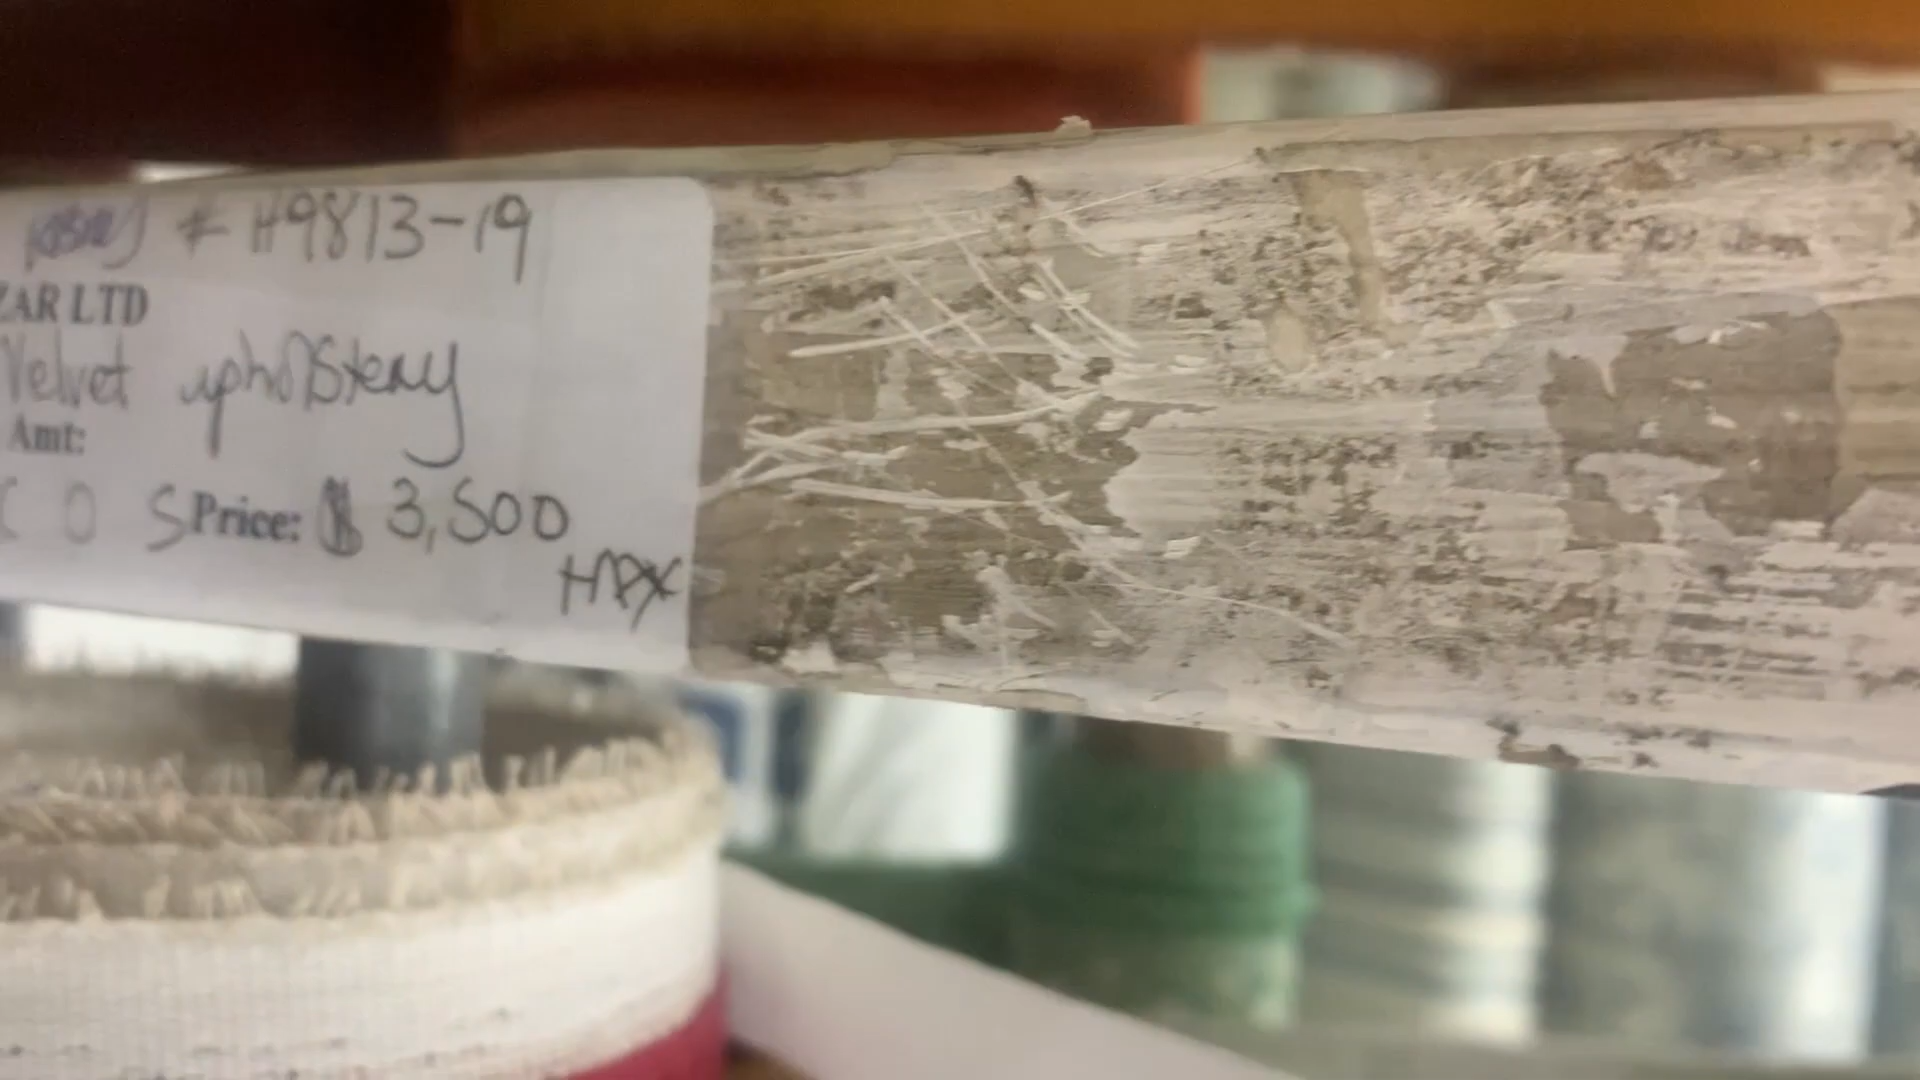 # H9813-19
ZAR LTD
Velvet upholstery
Amt:
C O S Price: $ 3,500